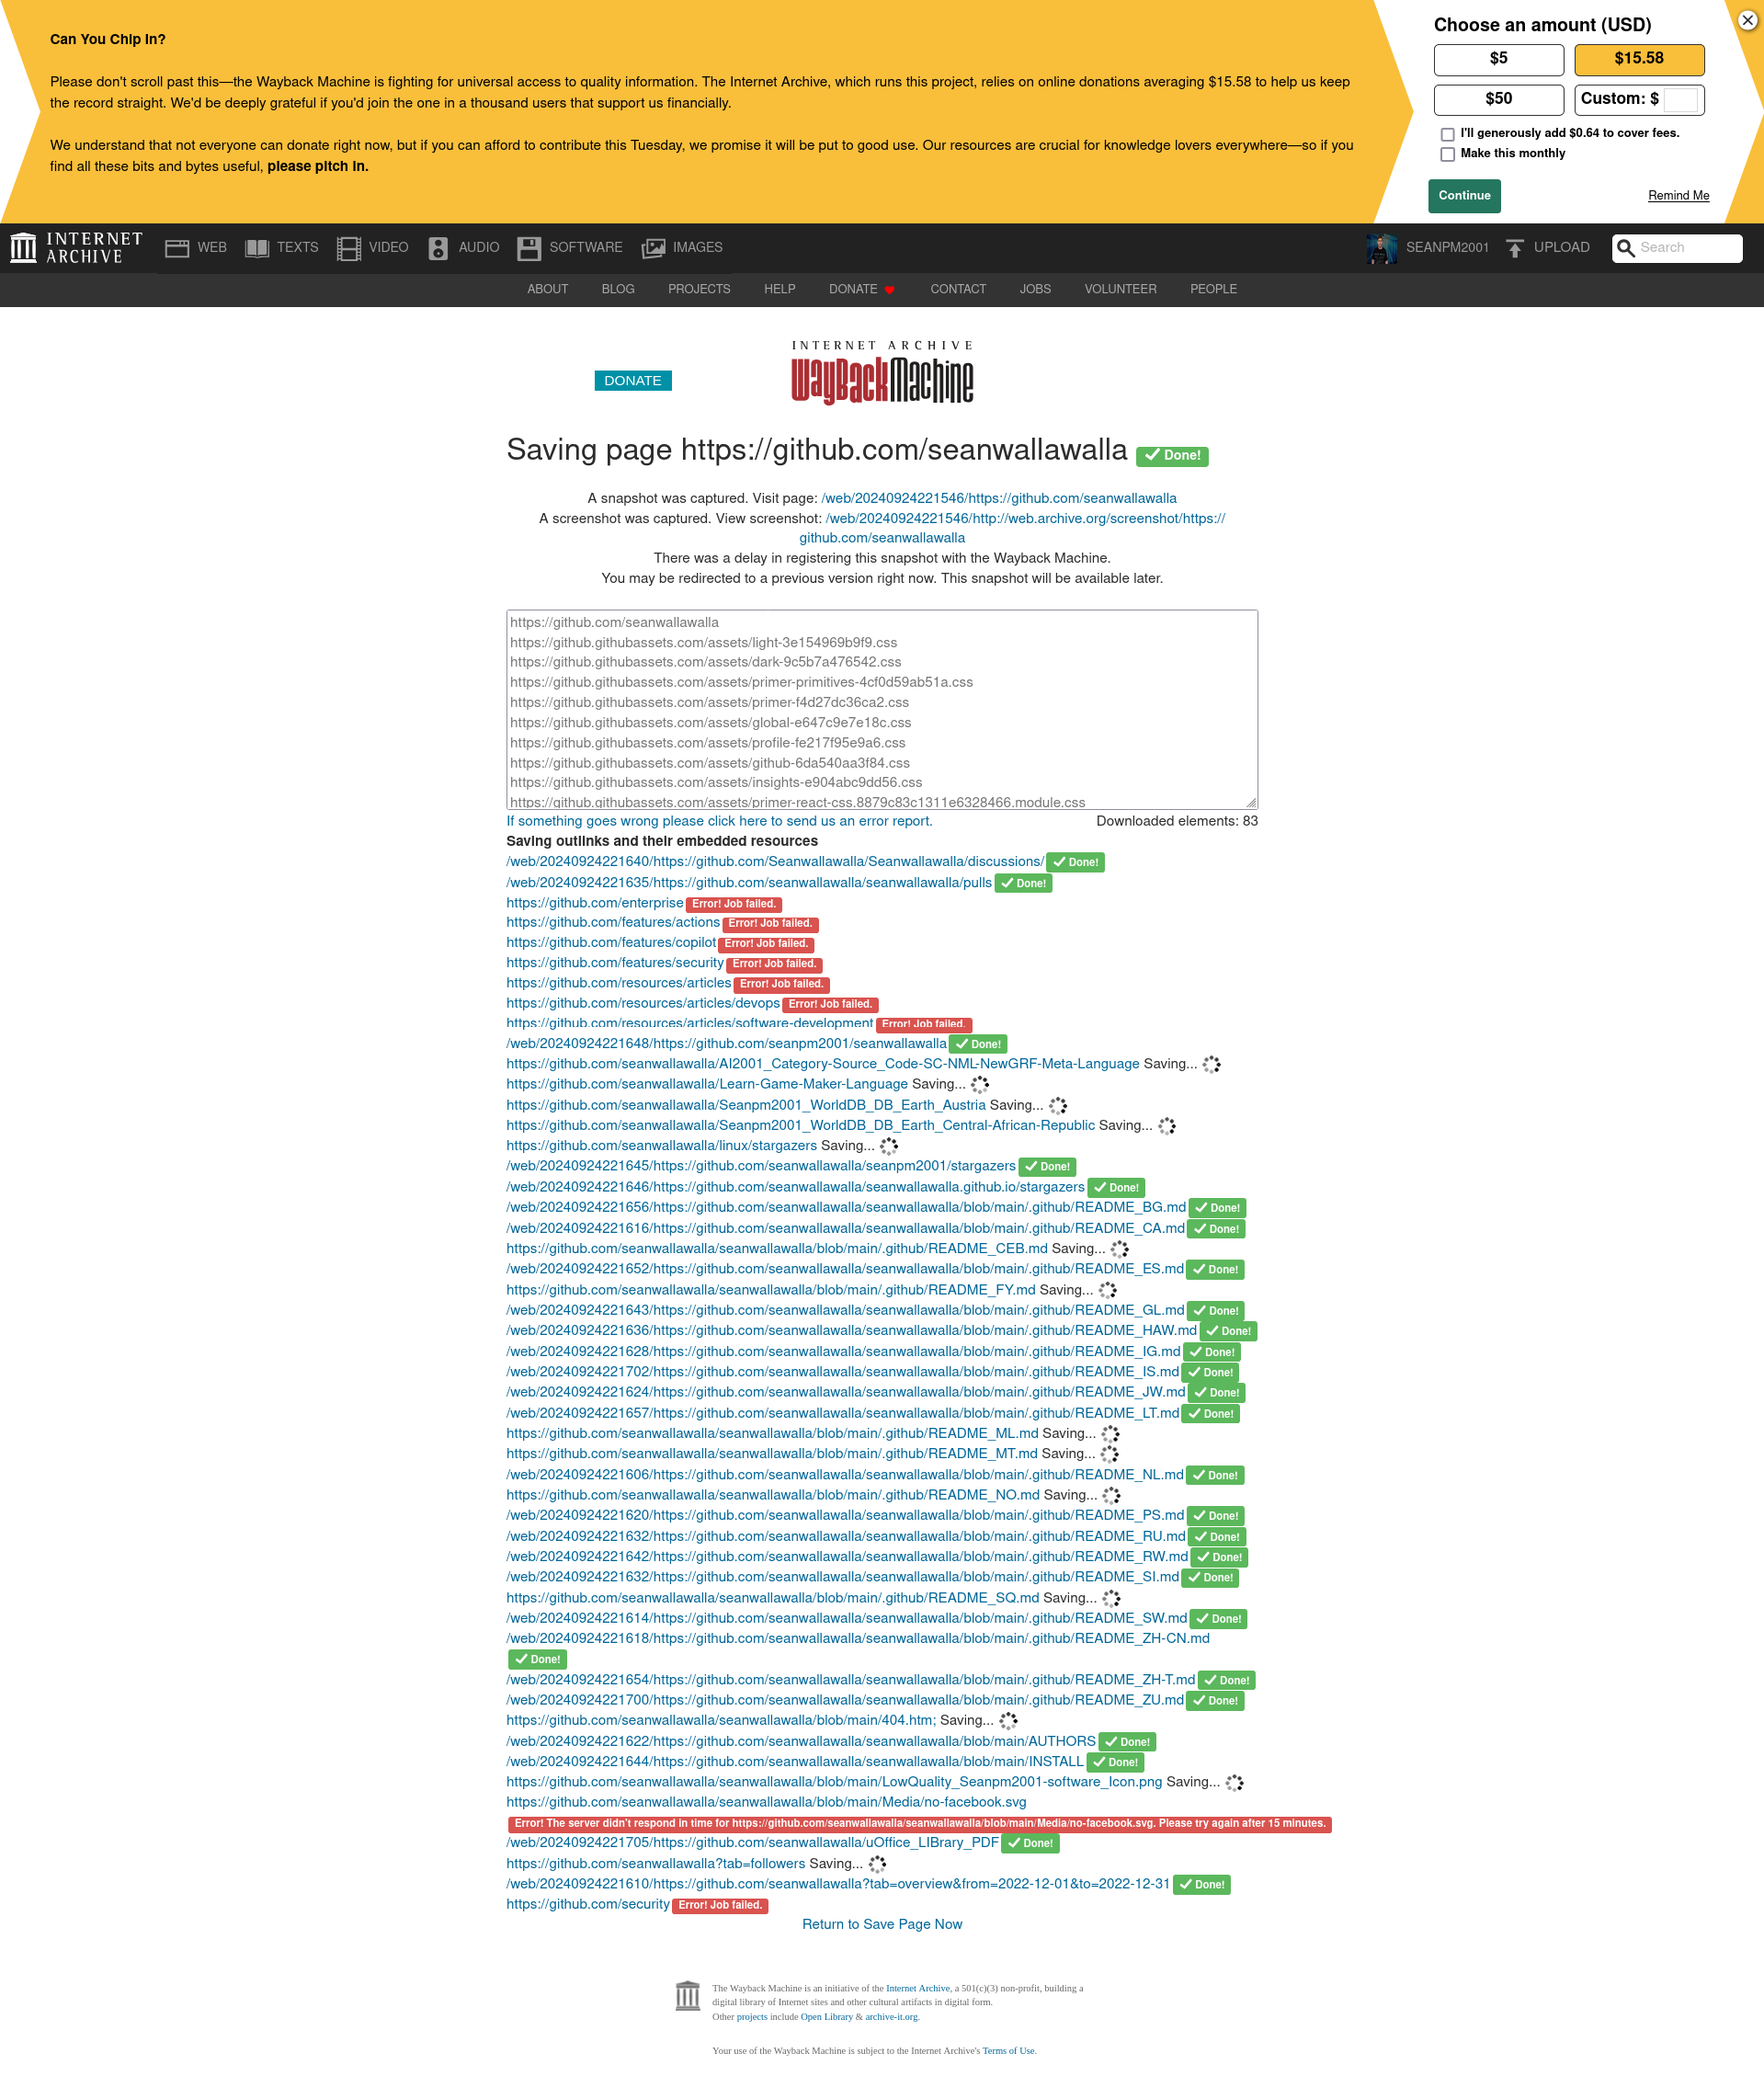 Can You Chip In?
Please don't scroll past this—the Wayback Machine is fighting for universal access to quality information. The Internet Archive, which runs this project, relies on online donations averaging $15.58 to help us keep
the record straight. We'd be deeply grateful if you'd join the one in a thousand users that support us financially.
We understand that not everyone can donate right now, but if you can afford to contribute this Tuesday, we promise it will be put to good use. Our resources are crucial for knowledge lovers everywhere—so if you
find all these bits and bytes useful, please pitch in.
Choose an amount (USD)
$5
$15.58
$50
Custom: $
I'll generously add $0.64 to cover fees.
Make this monthly
Continue
Remind Me
INTERNET ARCHIVE
WEB
TEXTS
VIDEO
AUDIO
SOFTWARE
IMAGES
SEANPM2001
UPLOAD
Search
ABOUT
BLOG
PROJECTS
HELP
DONATE
CONTACT
JOBS
VOLUNTEER
PEOPLE
DONATE
INTERNET ARCHIVE
WayBackMachine
Saving page https://github.com/seanwallawalla Done!
A snapshot was captured. Visit page: /web/20240924221546/https://github.com/seanwallawalla
A screenshot was captured. View screenshot: /web/20240924221546/http://web.archive.org/screenshot/https://
github.com/seanwallawalla
There was a delay in registering this snapshot with the Wayback Machine.
You may be redirected to a previous version right now. This snapshot will be available later.
https://github.com/seanwallawalla
https://github.githubassets.com/assets/light-3e154969b9f9.css
https://github.githubassets.com/assets/dark-9c5b7a476542.css
https://github.githubassets.com/assets/primer-primitives-4cf0d59ab51a.css
https://github.githubassets.com/assets/primer-f4d27dc36ca2.css
https://github.githubassets.com/assets/global-e647c9e7e18c.css
https://github.githubassets.com/assets/profile-fe217f95e9a6.css
https://github.githubassets.com/assets/github-6da540aa3f84.css
https://github.githubassets.com/assets/insights-e904abc9dd56.css
https://github.githubassets.com/assets/primer-react-css.8879c83c1311e6328466.module.css
If something goes wrong please click here to send us an error report. Downloaded elements: 83
Saving outlinks and their embedded resources
/web/20240924221640/https://github.com/Seanwallawalla/Seanwallawalla/discussions/ Done!
/web/20240924221635/https://github.com/seanwallawalla/seanwallawalla/pulls Done!
https://github.com/enterprise Error! Job failed.
https://github.com/features/actions Error! Job failed.
https://github.com/features/copilot Error! Job failed.
https://github.com/features/security Error! Job failed.
https://github.com/resources/articles Error! Job failed.
https://github.com/resources/articles/devops Error! Job failed.
https://github.com/resources/articles/software-development Error! Job failed.
/web/20240924221648/https://github.com/seanpm2001/seanwallawalla Done!
https://github.com/seanwallawalla/AI2001_Category-Source_Code-SC-NML-NewGRF-Meta-Language Saving...
https://github.com/seanwallawalla/Learn-Game-Maker-Language Saving...
https://github.com/seanwallawalla/Seanpm2001_WorldDB_DB_Earth_Austria Saving...
https://github.com/seanwallawalla/Seanpm2001_WorldDB_DB_Earth_Central-African-Republic Saving...
https://github.com/seanwallawalla/linux/stargazers Saving...
/web/20240924221645/https://github.com/seanwallawalla/seanpm2001/stargazers Done!
/web/20240924221646/https://github.com/seanwallawalla/seanwallawalla.github.io/stargazers Done!
/web/20240924221656/https://github.com/seanwallawalla/seanwallawalla/blob/main/.github/README_BG.md Done!
/web/20240924221616/https://github.com/seanwallawalla/seanwallawalla/blob/main/.github/README_CA.md Done!
https://github.com/seanwallawalla/seanwallawalla/blob/main/.github/README_CEB.md Saving...
/web/20240924221652/https://github.com/seanwallawalla/seanwallawalla/blob/main/.github/README_ES.md Done!
https://github.com/seanwallawalla/seanwallawalla/blob/main/.github/README_FY.md Saving...
/web/20240924221643/https://github.com/seanwallawalla/seanwallawalla/blob/main/.github/README_GL.md Done!
/web/20240924221636/https://github.com/seanwallawalla/seanwallawalla/blob/main/.github/README_HAW.md Done!
/web/20240924221628/https://github.com/seanwallawalla/seanwallawalla/blob/main/.github/README_IG.md Done!
/web/20240924221702/https://github.com/seanwallawalla/seanwallawalla/blob/main/.github/README_IS.md Done!
/web/20240924221624/https://github.com/seanwallawalla/seanwallawalla/blob/main/.github/README_JW.md Done!
/web/20240924221657/https://github.com/seanwallawalla/seanwallawalla/blob/main/.github/README_LT.md Done!
https://github.com/seanwallawalla/seanwallawalla/blob/main/.github/README_ML.md Saving...
https://github.com/seanwallawalla/seanwallawalla/blob/main/.github/README_MT.md Saving...
/web/20240924221606/https://github.com/seanwallawalla/seanwallawalla/blob/main/.github/README_NL.md Done!
https://github.com/seanwallawalla/seanwallawalla/blob/main/.github/README_NO.md Saving...
/web/20240924221620/https://github.com/seanwallawalla/seanwallawalla/blob/main/.github/README_PS.md Done!
/web/20240924221632/https://github.com/seanwallawalla/seanwallawalla/blob/main/.github/README_RU.md Done!
/web/20240924221642/https://github.com/seanwallawalla/seanwallawalla/blob/main/.github/README_RW.md Done!
/web/20240924221632/https://github.com/seanwallawalla/seanwallawalla/blob/main/.github/README_SI.md Done!
https://github.com/seanwallawalla/seanwallawalla/blob/main/.github/README_SQ.md Saving...
/web/20240924221614/https://github.com/seanwallawalla/seanwallawalla/blob/main/.github/README_SW.md Done!
/web/20240924221618/https://github.com/seanwallawalla/seanwallawalla/blob/main/.github/README_ZH-CN.md
Done!
/web/20240924221654/https://github.com/seanwallawalla/seanwallawalla/blob/main/.github/README_ZH-T.md Done!
/web/20240924221700/https://github.com/seanwallawalla/seanwallawalla/blob/main/.github/README_ZU.md Done!
https://github.com/seanwallawalla/seanwallawalla/blob/main/404.htm; Saving...
/web/20240924221622/https://github.com/seanwallawalla/seanwallawalla/blob/main/AUTHORS Done!
/web/20240924221644/https://github.com/seanwallawalla/seanwallawalla/blob/main/INSTALL Done!
https://github.com/seanwallawalla/seanwallawalla/blob/main/LowQuality_Seanpm2001-software_Icon.png Saving...
https://github.com/seanwallawalla/seanwallawalla/blob/main/Media/no-facebook.svg
Error! The server didn't respond in time for https://github.com/seanwallawalla/seanwallawalla/blob/main/Media/no-facebook.svg. Please try again after 15 minutes.
/web/20240924221705/https://github.com/seanwallawalla/uOffice_LIBrary_PDF Done!
https://github.com/seanwallawalla?tab=followers Saving...
/web/20240924221610/https://github.com/seanwallawalla?tab=overview&from=2022-12-01&to=2022-12-31 Done!
https://github.com/security Error! Job failed.
Return to Save Page Now
The Wayback Machine is an initiative of the Internet Archive, a 501(c)(3) non-profit, building a
digital library of Internet sites and other cultural artifacts in digital form.
Other projects include Open Library & archive-it.org.
Your use of the Wayback Machine is subject to the Internet Archive's Terms of Use.